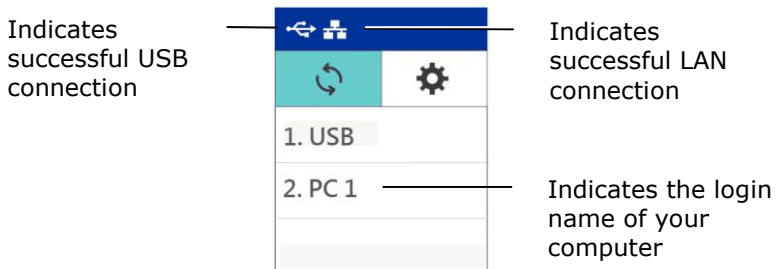 Indicates
successful USB
connection
Indicates
successful LAN
connection
1. USB
2. PC 1
Indicates the login
name of your
computer